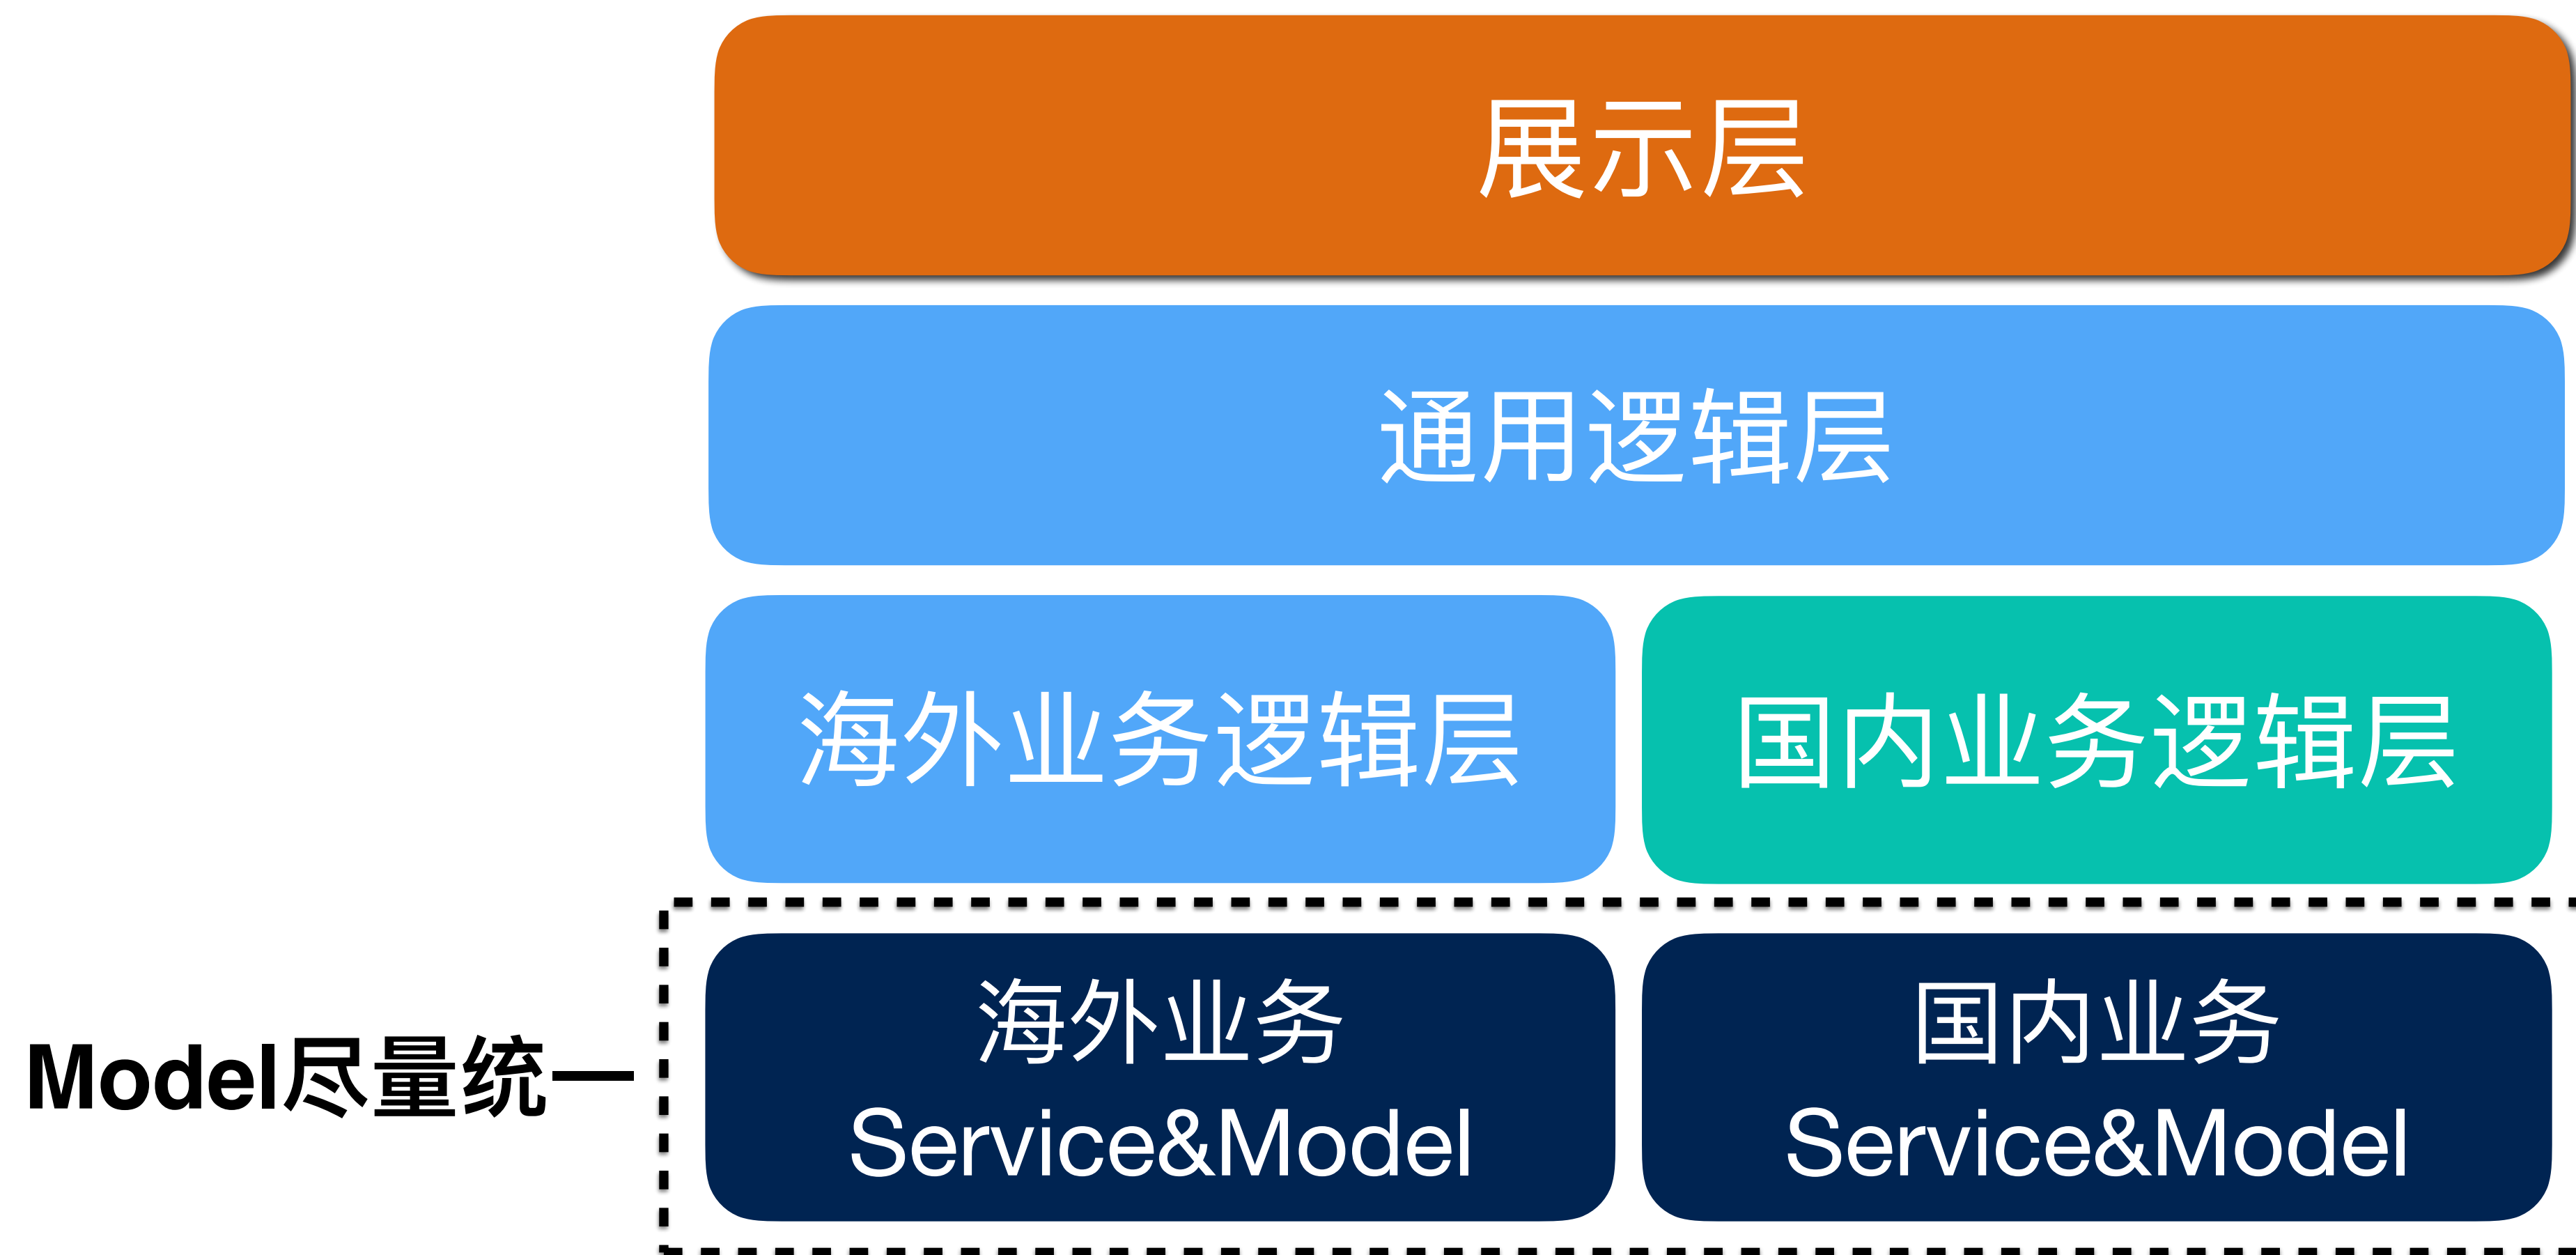 展示层
通用逻辑层
海外业务逻辑层
国内业务逻辑层
Model尽量统一
海外业务
Service&Model
国内业务
Service&Model